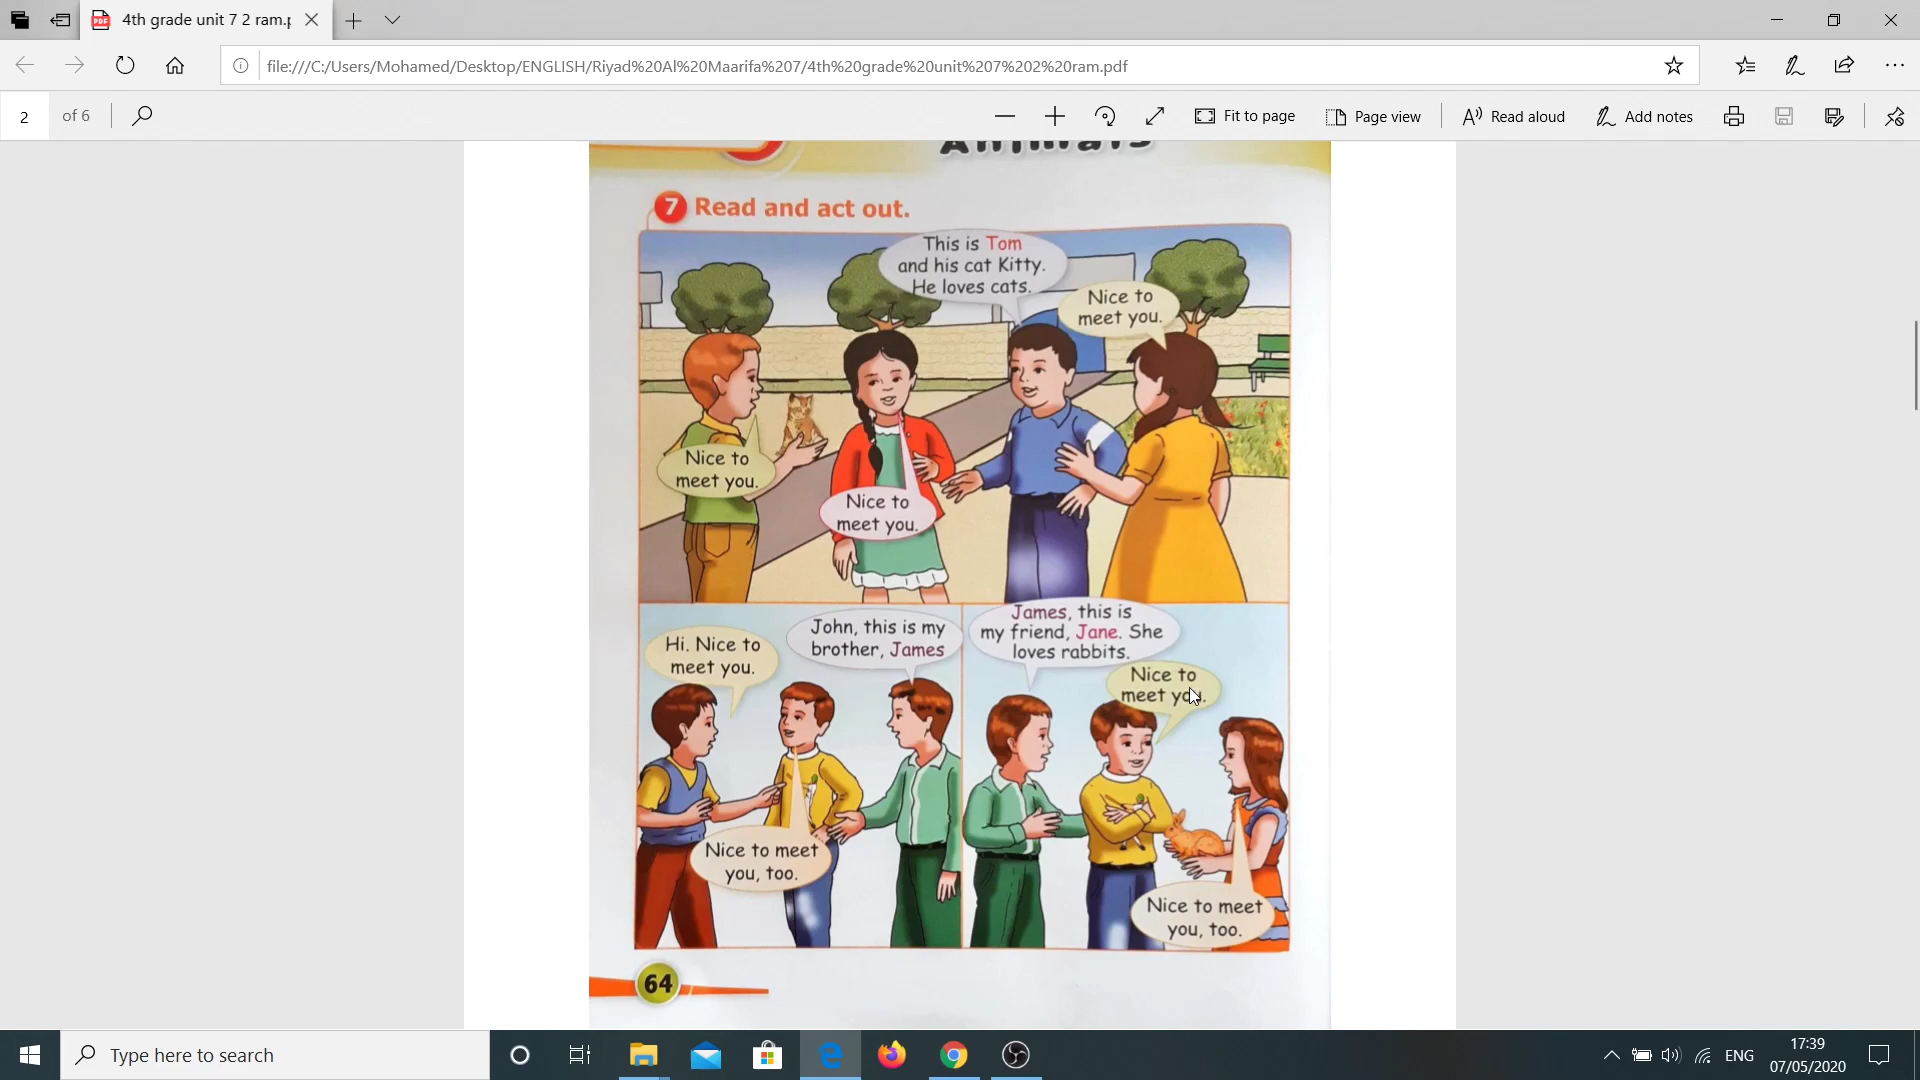 4th grade unit 7 2 ram.p
file:///C:/Users/Mohamed/Desktop/ENGLISH/Riyad%20Al%20Maarifa%207/4th%20grade%20unit%207%202%20ram.pdf
2 of 6
Fit to page
Page view
Read aloud
Add notes
Animals
7 Read and act out.
This is Tom
and his cat Kitty.
He loves cats.
Nice to
meet you.
Nice to
meet you.
Nice to
meet you.
Hi. Nice to
meet you.
John, this is my
brother, James
Nice to meet
you, too.
James, this is
my friend, Jane. She
loves rabbits.
Nice to
meet you.
Nice to meet
you, too.
64
Type here to search
ENG
17:39
07/05/2020